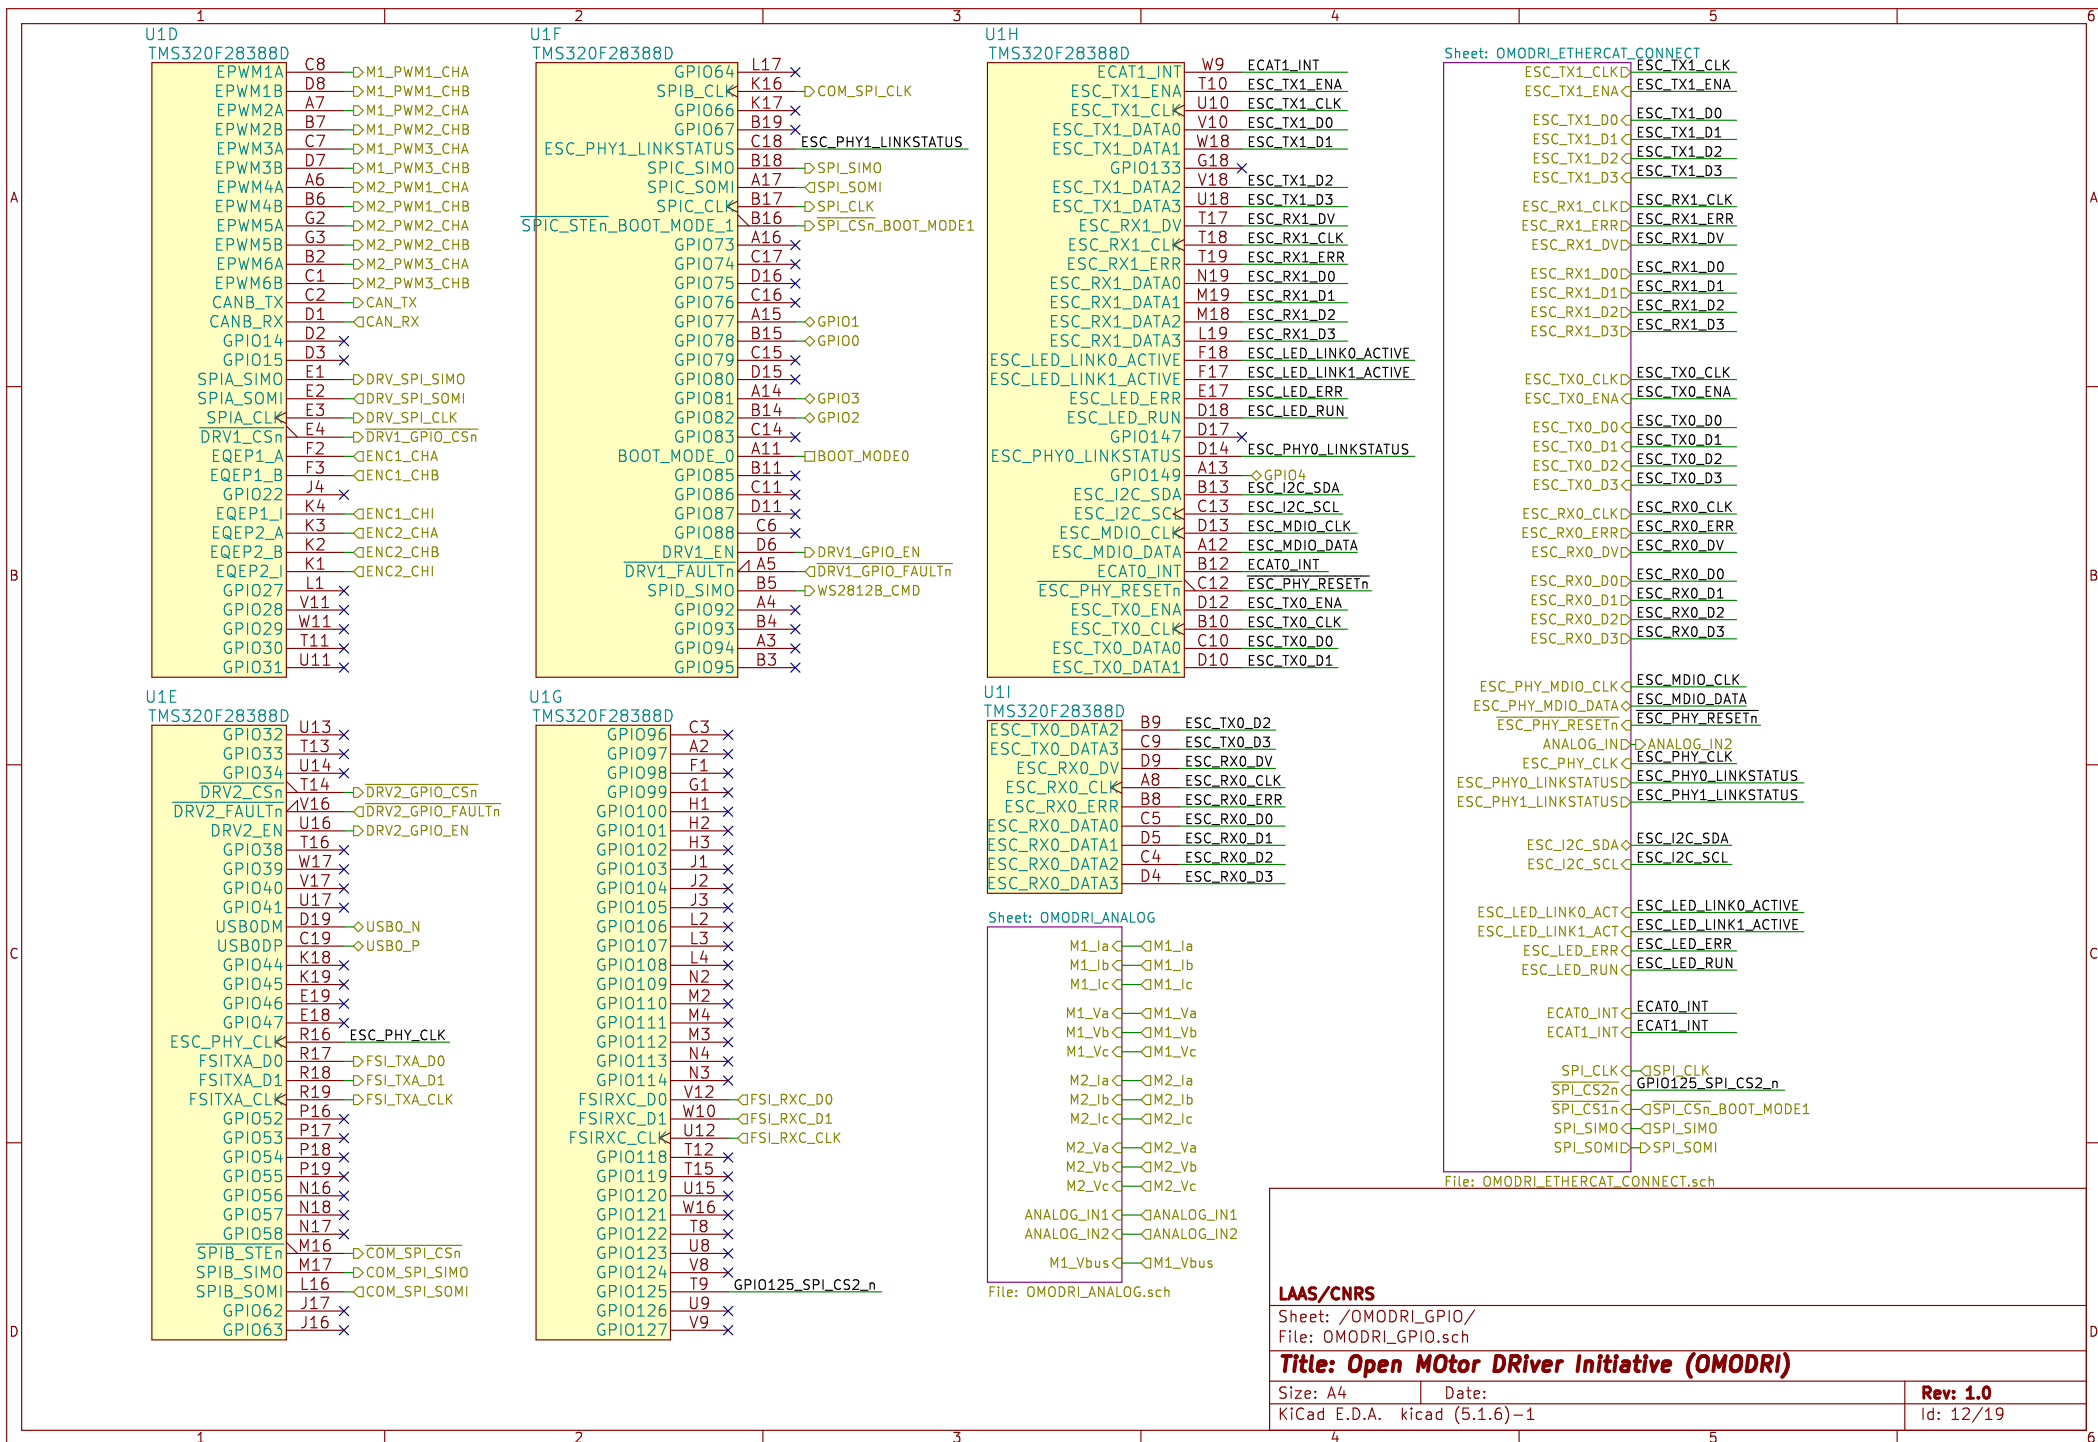 1 2 3 4 5 6
U1D
TMS320F28388D
EPWM1A C8 M1_PWM1_CHA
EPWM1B D8 M1_PWM1_CHB
EPWM2A A7 M1_PWM2_CHA
EPWM2B B7 M1_PWM2_CHB
EPWM3A C7 M1_PWM3_CHA
EPWM3B D7 M1_PWM3_CHB
EPWM4A A6 M2_PWM1_CHA
EPWM4B B6 M2_PWM1_CHB
EPWM5A G2 M2_PWM2_CHA
EPWM5B G3 M2_PWM2_CHB
EPWM6A B2 M2_PWM3_CHA
EPWM6B C1 M2_PWM3_CHB
CANB_TX C2 CAN_TX
CANB_RX D1 CAN_RX
GPIO14 D2
GPIO15 D3
SPIA_SIMO E1 DRV_SPI_SIMO
SPIA_SOMI E2 DRV_SPI_SOMI
SPIA_CLK E3 DRV_SPI_CLK
DRV1_CSn E4 DRV1_GPIO_CSn
EQEP1_A F2 ENC1_CHA
EQEP1_B F3 ENC1_CHB
GPIO22 J4
EQEP1_I K4 ENC1_CHI
EQEP2_A K3 ENC2_CHA
EQEP2_B K2 ENC2_CHB
EQEP2_I K1 ENC2_CHI
GPIO27 L1
GPIO28 V11
GPIO29 W11
GPIO30 T11
GPIO31 U11
U1E
TMS320F28388D
GPIO32 U13
GPIO33 T13
GPIO34 U14
DRV2_CSn T14 DRV2_GPIO_CSn
DRV2_FAULTn V16 DRV2_GPIO_FAULTn
DRV2_EN U16 DRV2_GPIO_EN
GPIO38 T16
GPIO39 W17
GPIO40 V17
GPIO41 U17
USB0DM D19 USB0_N
USB0DP C19 USB0_P
GPIO44 K18
GPIO45 K19
GPIO46 E19
GPIO47 E18
ESC_PHY_CLK R16 ESC_PHY_CLK
FSITXA_D0 R17 FSI_TXA_D0
FSITXA_D1 R18 FSI_TXA_D1
FSITXA_CLK R19 FSI_TXA_CLK
GPIO52 P16
GPIO53 P17
GPIO54 P18
GPIO55 P19
GPIO56 N16
GPIO57 N18
GPIO58 N17
SPIB_STEn M16 COM_SPI_CSn
SPIB_SIMO M17 COM_SPI_SIMO
SPIB_SOMI L16 COM_SPI_SOMI
GPIO62 J17
GPIO63 J16
U1F
TMS320F28388D
GPIO64 L17
SPIB_CLK K16 COM_SPI_CLK
GPIO66 K17
GPIO67 B19
ESC_PHY1_LINKSTATUS C18 ESC_PHY1_LINKSTATUS
SPIC_SIMO B18 SPI_SIMO
SPIC_SOMI A17 SPI_SOMI
SPIC_CLK B17 SPI_CLK
SPIC_STEn_BOOT_MODE_1 B16 SPI_CSn_BOOT_MODE1
GPIO73 A16
GPIO74 C17
GPIO75 D16
GPIO76 C16
GPIO77 A15 GPIO1
GPIO78 B15 GPIO0
GPIO79 C15
GPIO80 D15
GPIO81 A14 GPIO3
GPIO82 B14 GPIO2
GPIO83 C14
BOOT_MODE_0 A11 BOOT_MODE0
GPIO85 B11
GPIO86 C11
GPIO87 D11
GPIO88 C6
DRV1_EN D6 DRV1_GPIO_EN
DRV1_FAULTn A5 DRV1_GPIO_FAULTn
SPID_SIMO B5 WS2812B_CMD
GPIO92 A4
GPIO93 B4
GPIO94 A3
GPIO95 B3
U1G
TMS320F28388D
GPIO96 C3
GPIO97 A2
GPIO98 F1
GPIO99 G1
GPIO100 H1
GPIO101 H2
GPIO102 H3
GPIO103 J1
GPIO104 J2
GPIO105 J3
GPIO106 L2
GPIO107 L3
GPIO108 L4
GPIO109 N2
GPIO110 M2
GPIO111 M4
GPIO112 M3
GPIO113 N4
GPIO114 N3
FSIRXC_D0 V12 FSI_RXC_D0
FSIRXC_D1 W10 FSI_RXC_D1
FSIRXC_CLK U12 FSI_RXC_CLK
GPIO118 T12
GPIO119 T15
GPIO120 U15
GPIO121 W16
GPIO122 T8
GPIO123 U8
GPIO124 V8
GPIO125 T9 GPIO125_SPI_CS2_n
GPIO126 U9
GPIO127 V9
U1H
TMS320F28388D
ECAT1_INT W9 ECAT1_INT
ESC_TX1_ENA T10 ESC_TX1_ENA
ESC_TX1_CLK U10 ESC_TX1_CLK
ESC_TX1_DATA0 V10 ESC_TX1_D0
ESC_TX1_DATA1 W18 ESC_TX1_D1
GPIO133 G18
ESC_TX1_DATA2 V18 ESC_TX1_D2
ESC_TX1_DATA3 U18 ESC_TX1_D3
ESC_RX1_DV T17 ESC_RX1_DV
ESC_RX1_CLK T18 ESC_RX1_CLK
ESC_RX1_ERR T19 ESC_RX1_ERR
ESC_RX1_DATA0 N19 ESC_RX1_D0
ESC_RX1_DATA1 M19 ESC_RX1_D1
ESC_RX1_DATA2 M18 ESC_RX1_D2
ESC_RX1_DATA3 L19 ESC_RX1_D3
ESC_LED_LINK0_ACTIVE F18 ESC_LED_LINK0_ACTIVE
ESC_LED_LINK1_ACTIVE F17 ESC_LED_LINK1_ACTIVE
ESC_LED_ERR E17 ESC_LED_ERR
ESC_LED_RUN D18 ESC_LED_RUN
GPIO147 D17
ESC_PHY0_LINKSTATUS D14 ESC_PHY0_LINKSTATUS
GPIO149 A13 GPIO4
ESC_I2C_SDA B13 ESC_I2C_SDA
ESC_I2C_SCL C13 ESC_I2C_SCL
ESC_MDIO_CLK D13 ESC_MDIO_CLK
ESC_MDIO_DATA A12 ESC_MDIO_DATA
ECAT0_INT B12 ECAT0_INT
ESC_PHY_RESETn C12 ESC_PHY_RESETn
ESC_TX0_ENA D12 ESC_TX0_ENA
ESC_TX0_CLK B10 ESC_TX0_CLK
ESC_TX0_DATA0 C10 ESC_TX0_D0
ESC_TX0_DATA1 D10 ESC_TX0_D1
U1I
TMS320F28388D
ESC_TX0_DATA2 B9 ESC_TX0_D2
ESC_TX0_DATA3 C9 ESC_TX0_D3
ESC_RX0_DV D9 ESC_RX0_DV
ESC_RX0_CLK A8 ESC_RX0_CLK
ESC_RX0_ERR B8 ESC_RX0_ERR
ESC_RX0_DATA0 C5 ESC_RX0_D0
ESC_RX0_DATA1 D5 ESC_RX0_D1
ESC_RX0_DATA2 C4 ESC_RX0_D2
ESC_RX0_DATA3 D4 ESC_RX0_D3
Sheet: OMODRI_ANALOG
M1_Ia M1_Ia
M1_Ib M1_Ib
M1_Ic M1_Ic
M1_Va M1_Va
M1_Vb M1_Vb
M1_Vc M1_Vc
M2_Ia M2_Ia
M2_Ib M2_Ib
M2_Ic M2_Ic
M2_Va M2_Va
M2_Vb M2_Vb
M2_Vc M2_Vc
ANALOG_IN1 ANALOG_IN1
ANALOG_IN2 ANALOG_IN2
M1_Vbus M1_Vbus
File: OMODRI_ANALOG.sch
Sheet: OMODRI_ETHERCAT_CONNECT
ESC_TX1_CLK ESC_TX1_CLK
ESC_TX1_ENA ESC_TX1_ENA
ESC_TX1_D0 ESC_TX1_D0
ESC_TX1_D1 ESC_TX1_D1
ESC_TX1_D2 ESC_TX1_D2
ESC_TX1_D3 ESC_TX1_D3
ESC_RX1_CLK ESC_RX1_CLK
ESC_RX1_ERR ESC_RX1_ERR
ESC_RX1_DV ESC_RX1_DV
ESC_RX1_D0 ESC_RX1_D0
ESC_RX1_D1 ESC_RX1_D1
ESC_RX1_D2 ESC_RX1_D2
ESC_RX1_D3 ESC_RX1_D3
ESC_TX0_CLK ESC_TX0_CLK
ESC_TX0_ENA ESC_TX0_ENA
ESC_TX0_D0 ESC_TX0_D0
ESC_TX0_D1 ESC_TX0_D1
ESC_TX0_D2 ESC_TX0_D2
ESC_TX0_D3 ESC_TX0_D3
ESC_RX0_CLK ESC_RX0_CLK
ESC_RX0_ERR ESC_RX0_ERR
ESC_RX0_DV ESC_RX0_DV
ESC_RX0_D0 ESC_RX0_D0
ESC_RX0_D1 ESC_RX0_D1
ESC_RX0_D2 ESC_RX0_D2
ESC_RX0_D3 ESC_RX0_D3
ESC_PHY_MDIO_CLK ESC_MDIO_CLK
ESC_PHY_MDIO_DATA ESC_MDIO_DATA
ESC_PHY_RESETn ESC_PHY_RESETn
ANALOG_IN ANALOG_IN2
ESC_PHY_CLK ESC_PHY_CLK
ESC_PHY0_LINKSTATUS ESC_PHY0_LINKSTATUS
ESC_PHY1_LINKSTATUS ESC_PHY1_LINKSTATUS
ESC_I2C_SDA ESC_I2C_SDA
ESC_I2C_SCL ESC_I2C_SCL
ESC_LED_LINK0_ACT ESC_LED_LINK0_ACTIVE
ESC_LED_LINK1_ACT ESC_LED_LINK1_ACTIVE
ESC_LED_ERR ESC_LED_ERR
ESC_LED_RUN ESC_LED_RUN
ECAT0_INT ECAT0_INT
ECAT1_INT ECAT1_INT
SPI_CLK SPI_CLK
SPI_CS2n GPIO125_SPI_CS2_n
SPI_CS1n SPI_CSn_BOOT_MODE1
SPI_SIMO SPI_SIMO
SPI_SOMI SPI_SOMI
File: OMODRI_ETHERCAT_CONNECT.sch
A A
B B
C C
D D
LAAS/CNRS
Sheet: /OMODRI_GPIO/
File: OMODRI_GPIO.sch
Title: Open MOtor DRiver Initiative (OMODRI)
Size: A4 Date: Rev: 1.0
KiCad E.D.A. kicad (5.1.6)-1 Id: 12/19
1 2 3 4 5 6